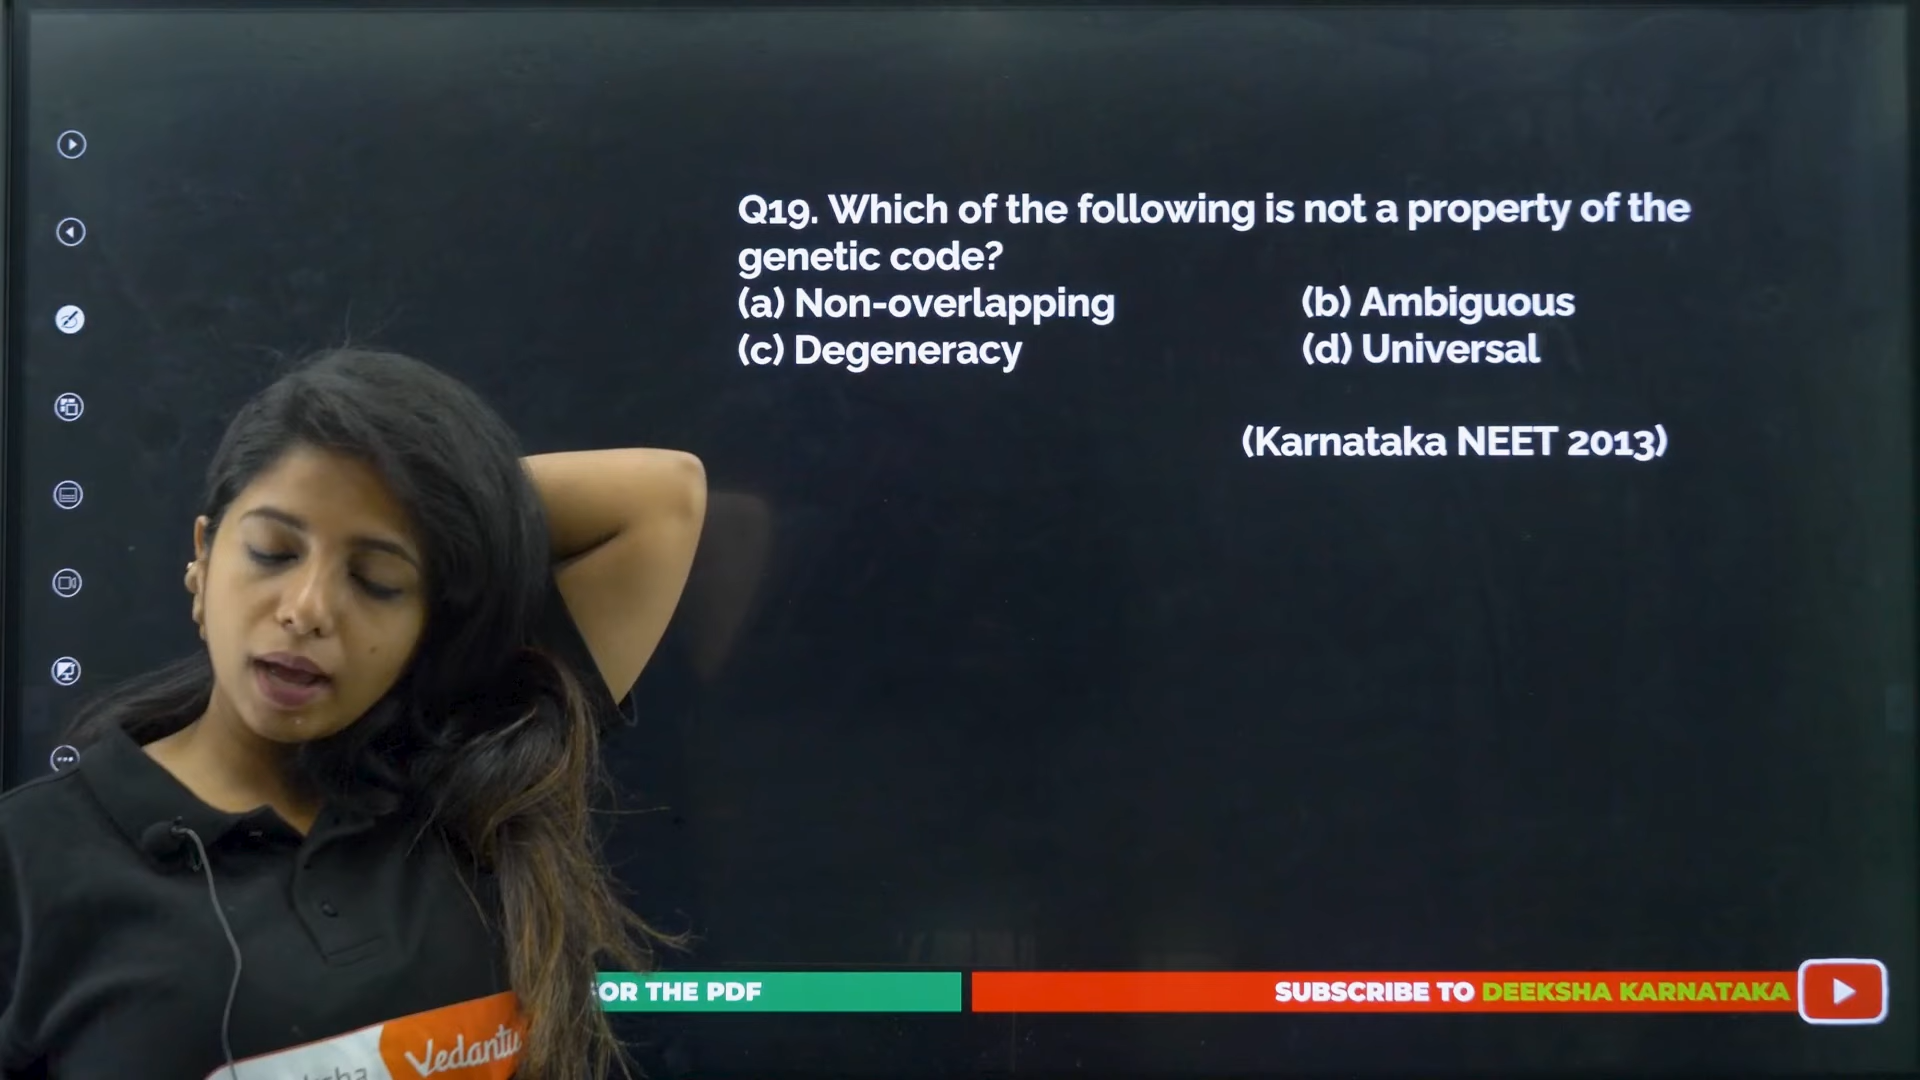 Q19. Which of the following is not a property of the
genetic code?
(a) Non-overlapping
(b) Ambiguous
(c) Degeneracy
(d) Universal
(Karnataka NEET 2013)
FOR THE PDF
SUBSCRIBE TO DEEKSHA KARNATAKA
Vedantu